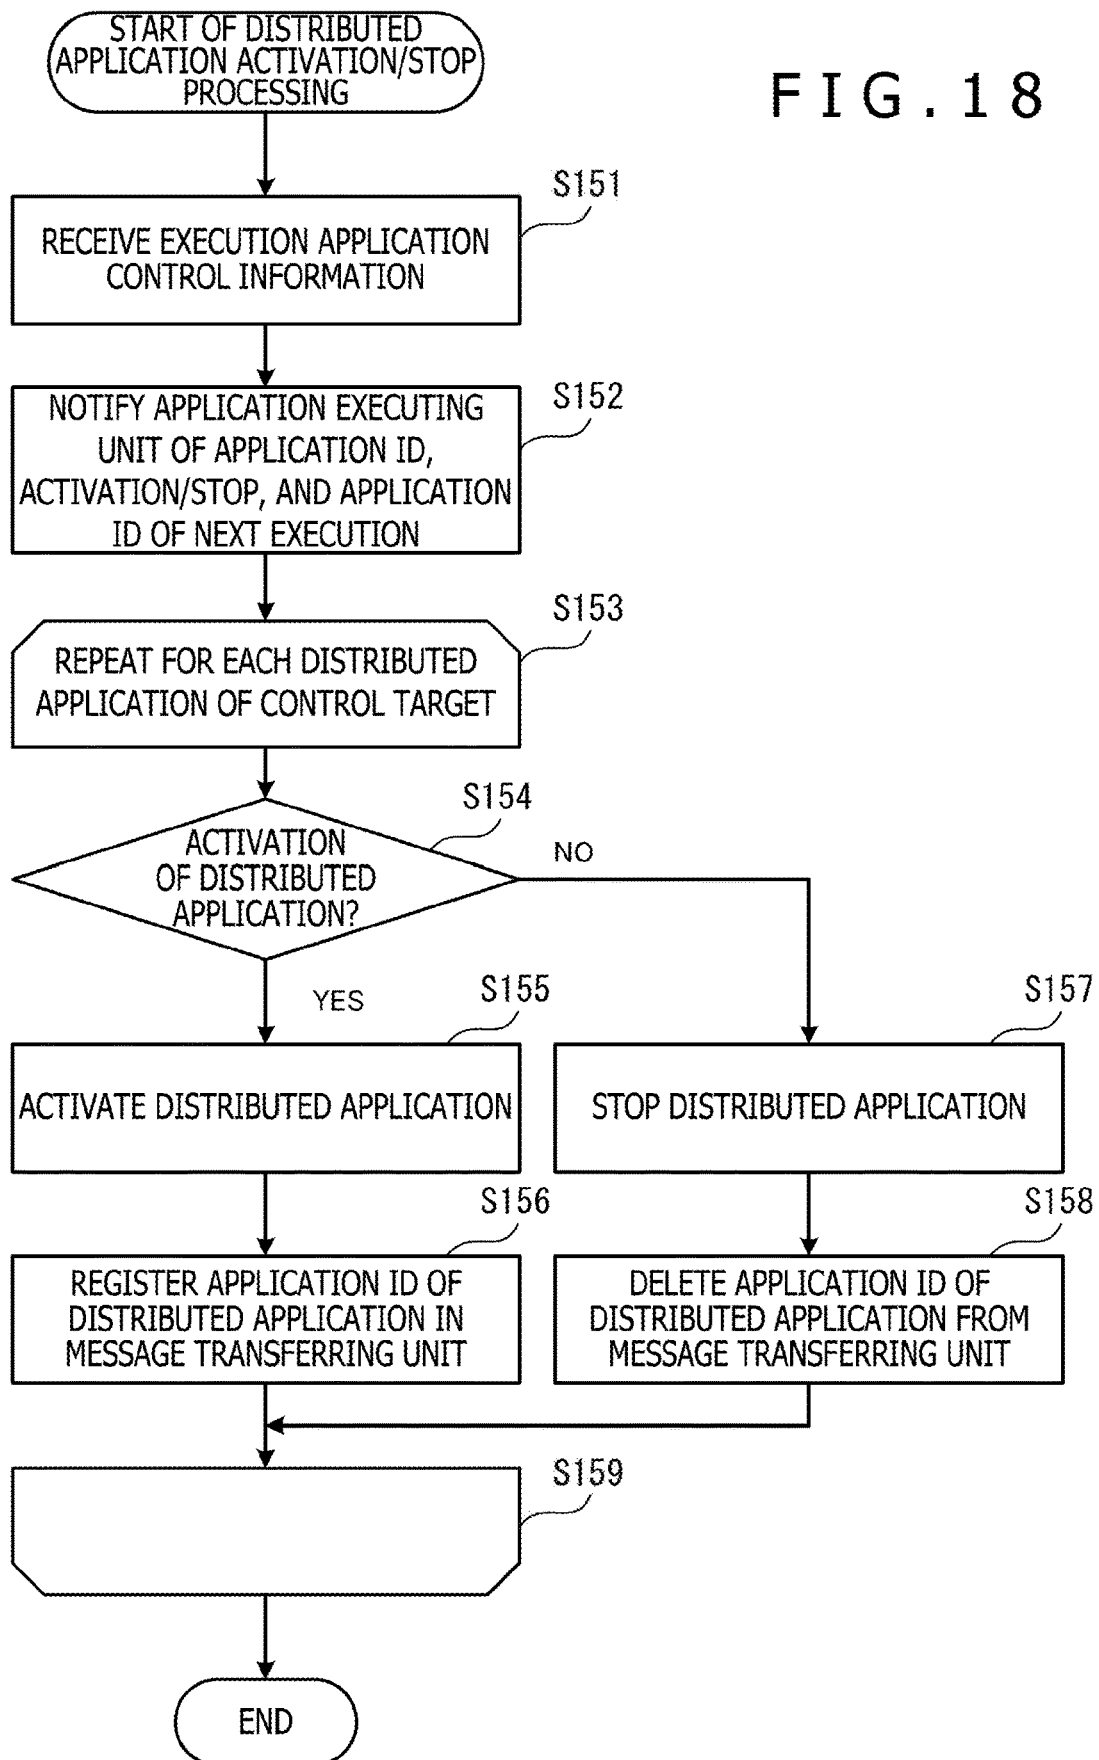 START OF DISTRIBUTED
APPLICATION ACTIVATION/STOP
PROCESSING
FIG.18
S151
RECEIVE EXECUTION APPLICATION
CONTROL INFORMATION
S152
NOTIFY APPLICATION EXECUTING
UNIT OF APPLICATION ID,
ACTIVATION/STOP, AND APPLICATION
ID OF NEXT EXECUTION
S153
REPEAT FOR EACH DISTRIBUTED
APPLICATION OF CONTROL TARGET
S154
ACTIVATION
OF DISTRIBUTED
APPLICATION?
NO
YES
S155
ACTIVATE DISTRIBUTED APPLICATION
S157
STOP DISTRIBUTED APPLICATION
S156
REGISTER APPLICATION ID OF
DISTRIBUTED APPLICATION IN
MESSAGE TRANSFERRING UNIT
S158
DELETE APPLICATION ID OF
DISTRIBUTED APPLICATION FROM
MESSAGE TRANSFERRING UNIT
S159
END